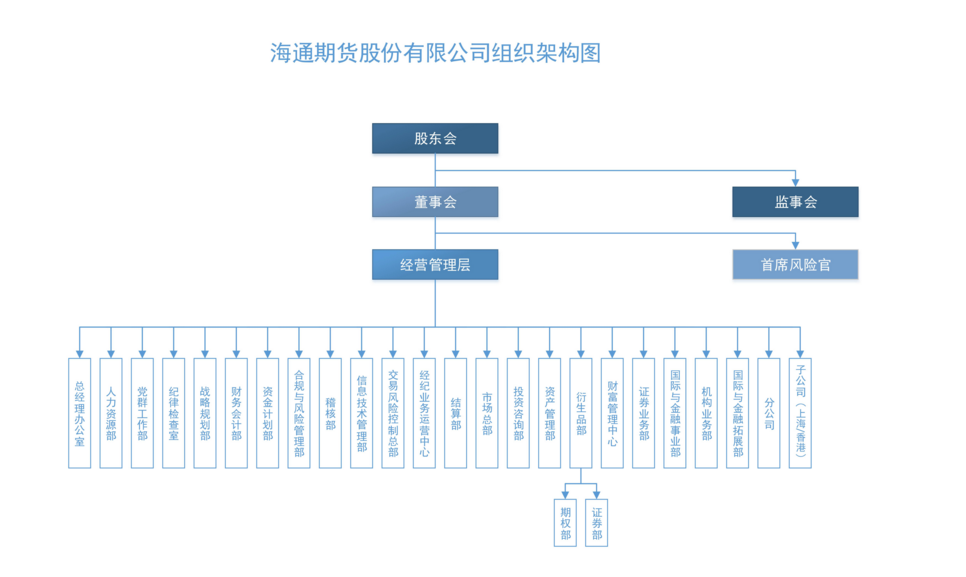 海通期货股份有限公司组织架构图
股东会
董事会
监事会
经营管理层
首席风险官
总经理办公室
人力资源部
党群工作部
纪律检查室
战略规划部
财务会计部
资金计划部
合规与风险管理部
稽核部
信息技术管理部
交易风险控制总部
经纪业务运营中心
结算部
市场总部
投资咨询部
资产管理部
衍生品部
财富管理中心
证券业务部
国际与金融事业部
机构业务部
国际与金融拓展部
分公司
子公司（上海/香港）
期权部
证券部